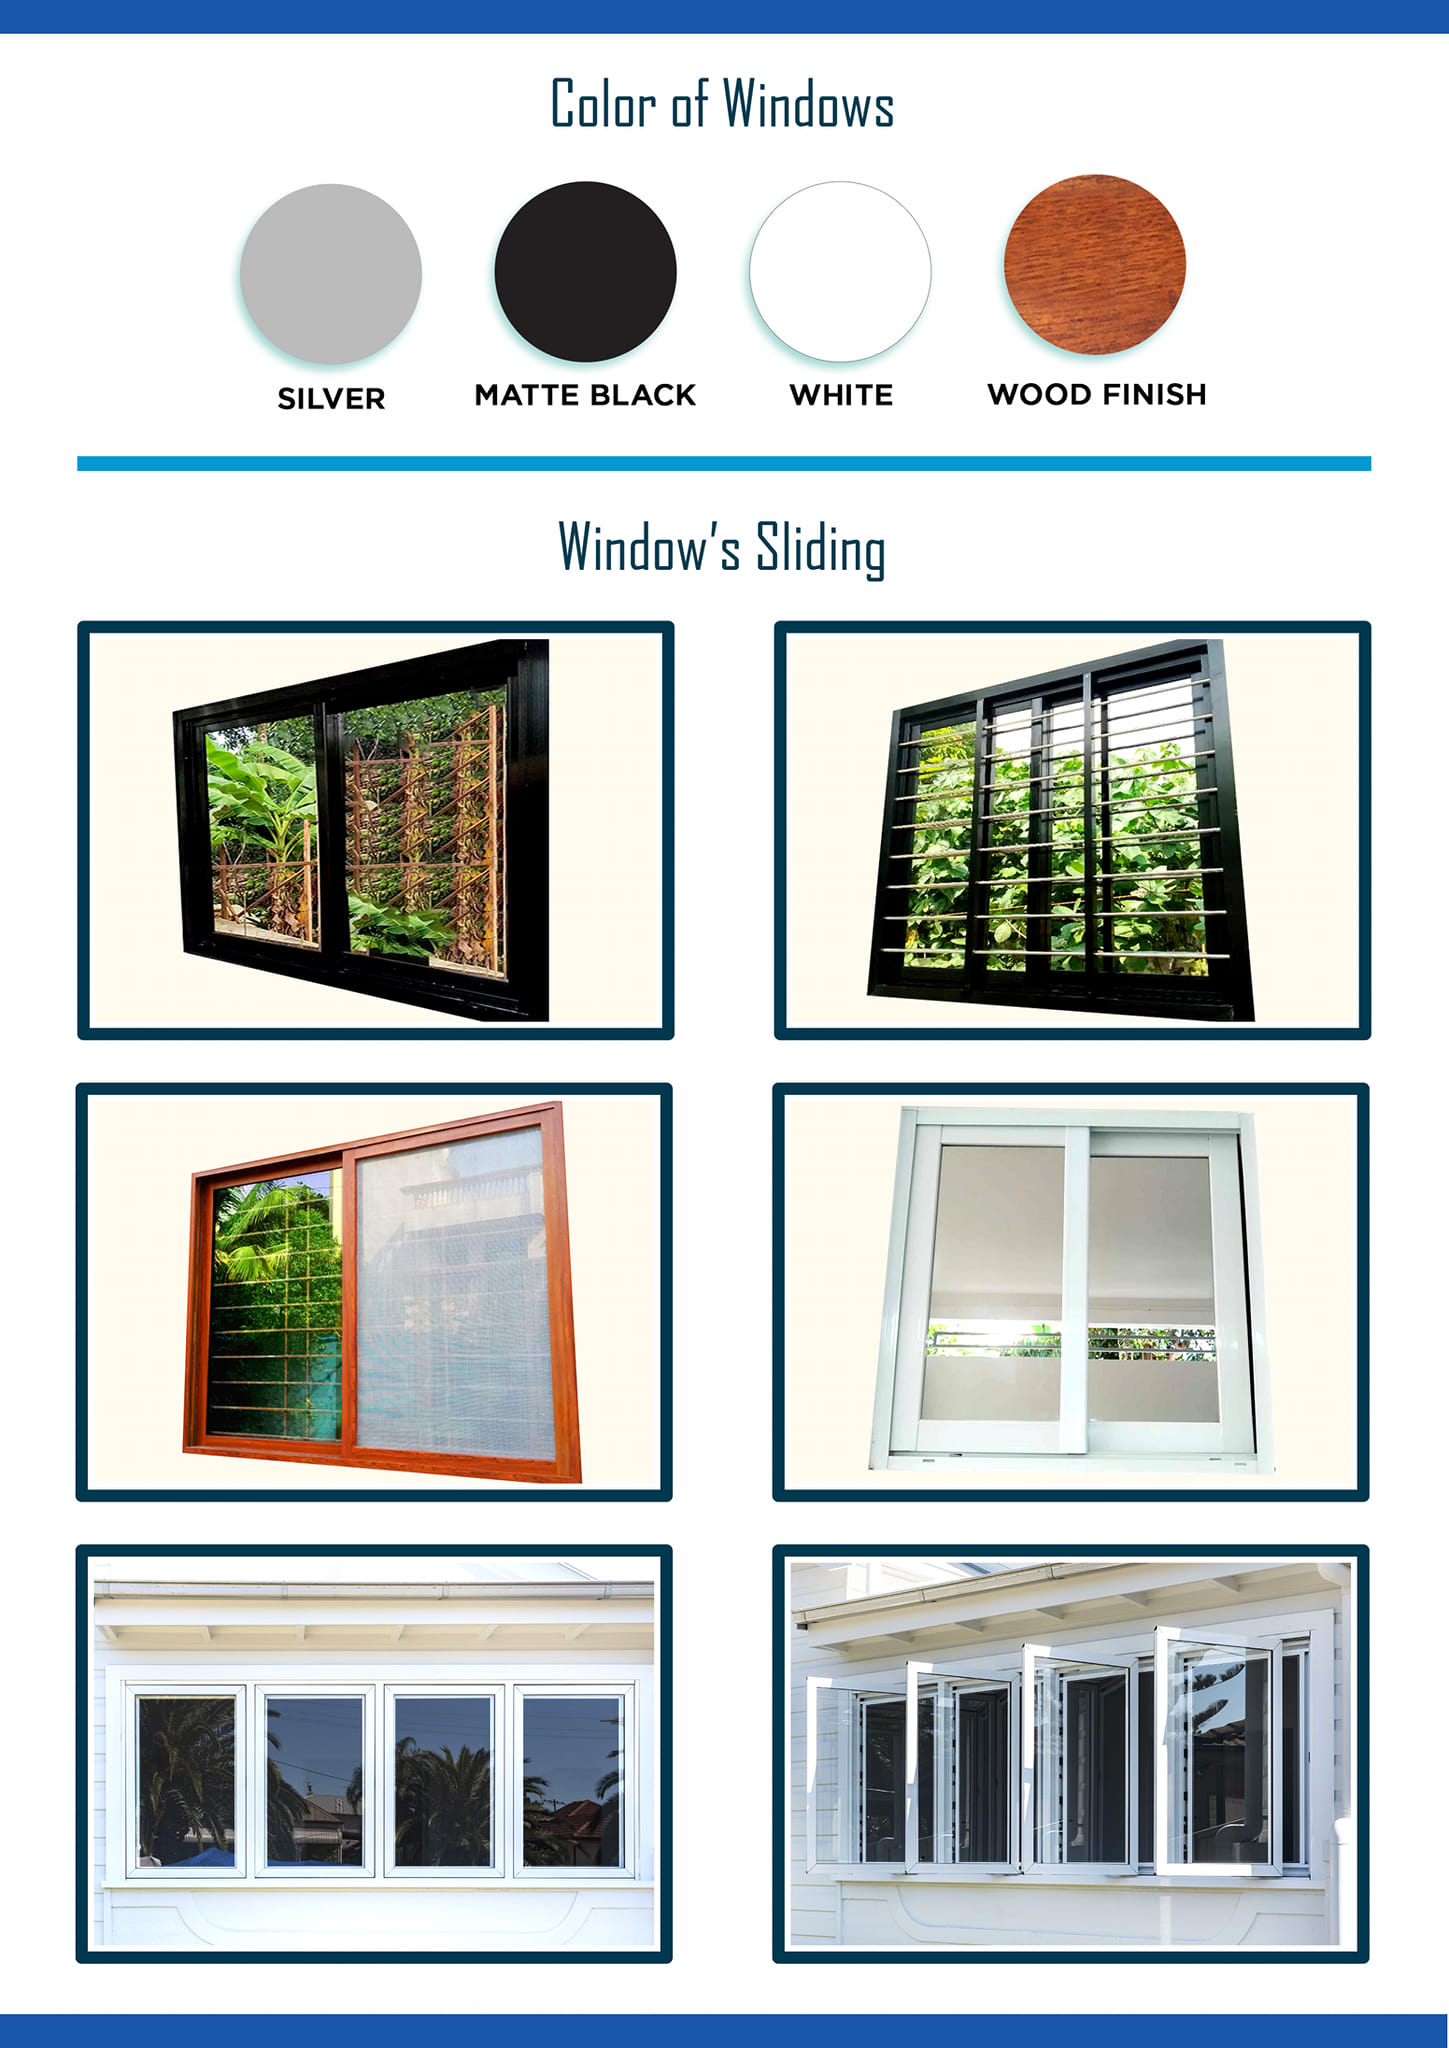 Color of Windows
SILVER
MATTE BLACK
WHITE
WOOD FINISH
Window's Sliding